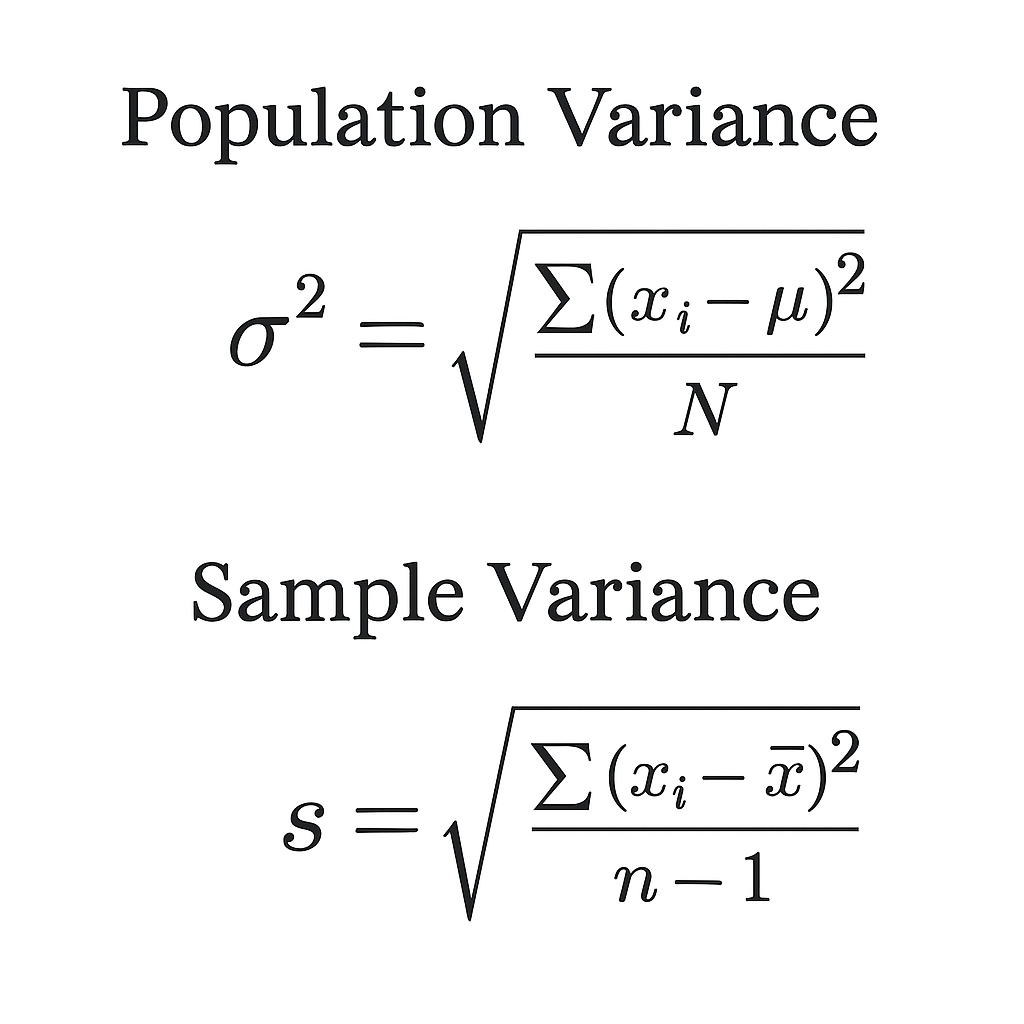 Population Variance
σ² = √(∑(xᵢ − μ)² / N)
Sample Variance
s = √(∑(xᵢ − x̄)² / (n − 1))